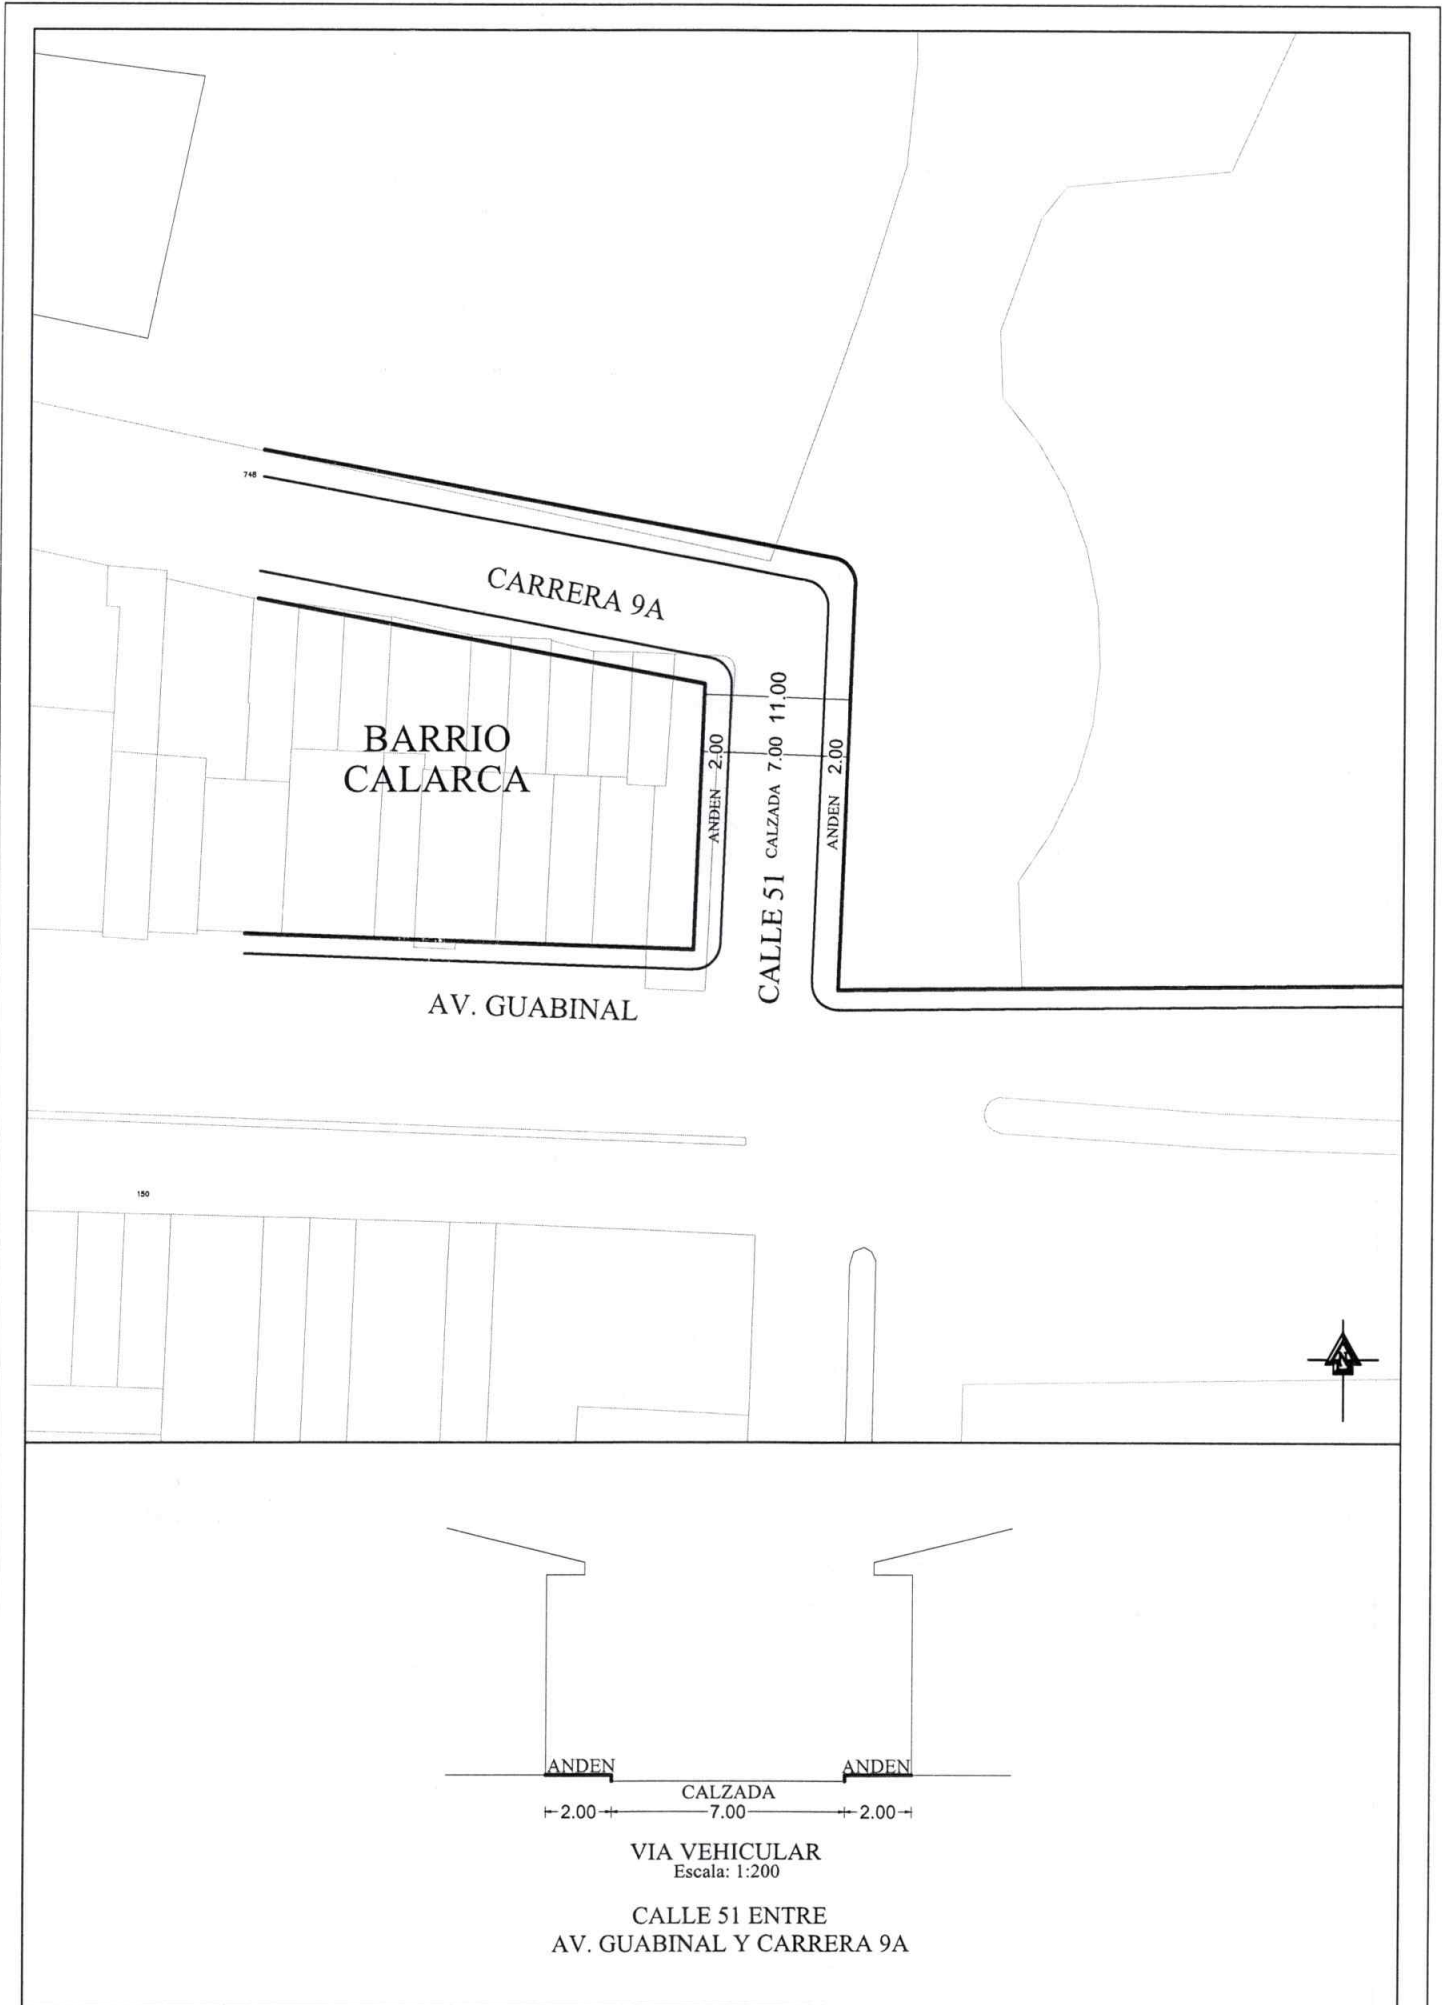 748
CARRERA 9A
BARRIO
CALARCA
ANDEN 2.00
CALLE 51 CALZADA 7.00 11.00
ANDEN 2.00
AV. GUABINAL
150
N
ANDEN
ANDEN
CALZADA
2.00 7.00 2.00
VIA VEHICULAR
Escala: 1:200
CALLE 51 ENTRE
AV. GUABINAL Y CARRERA 9A